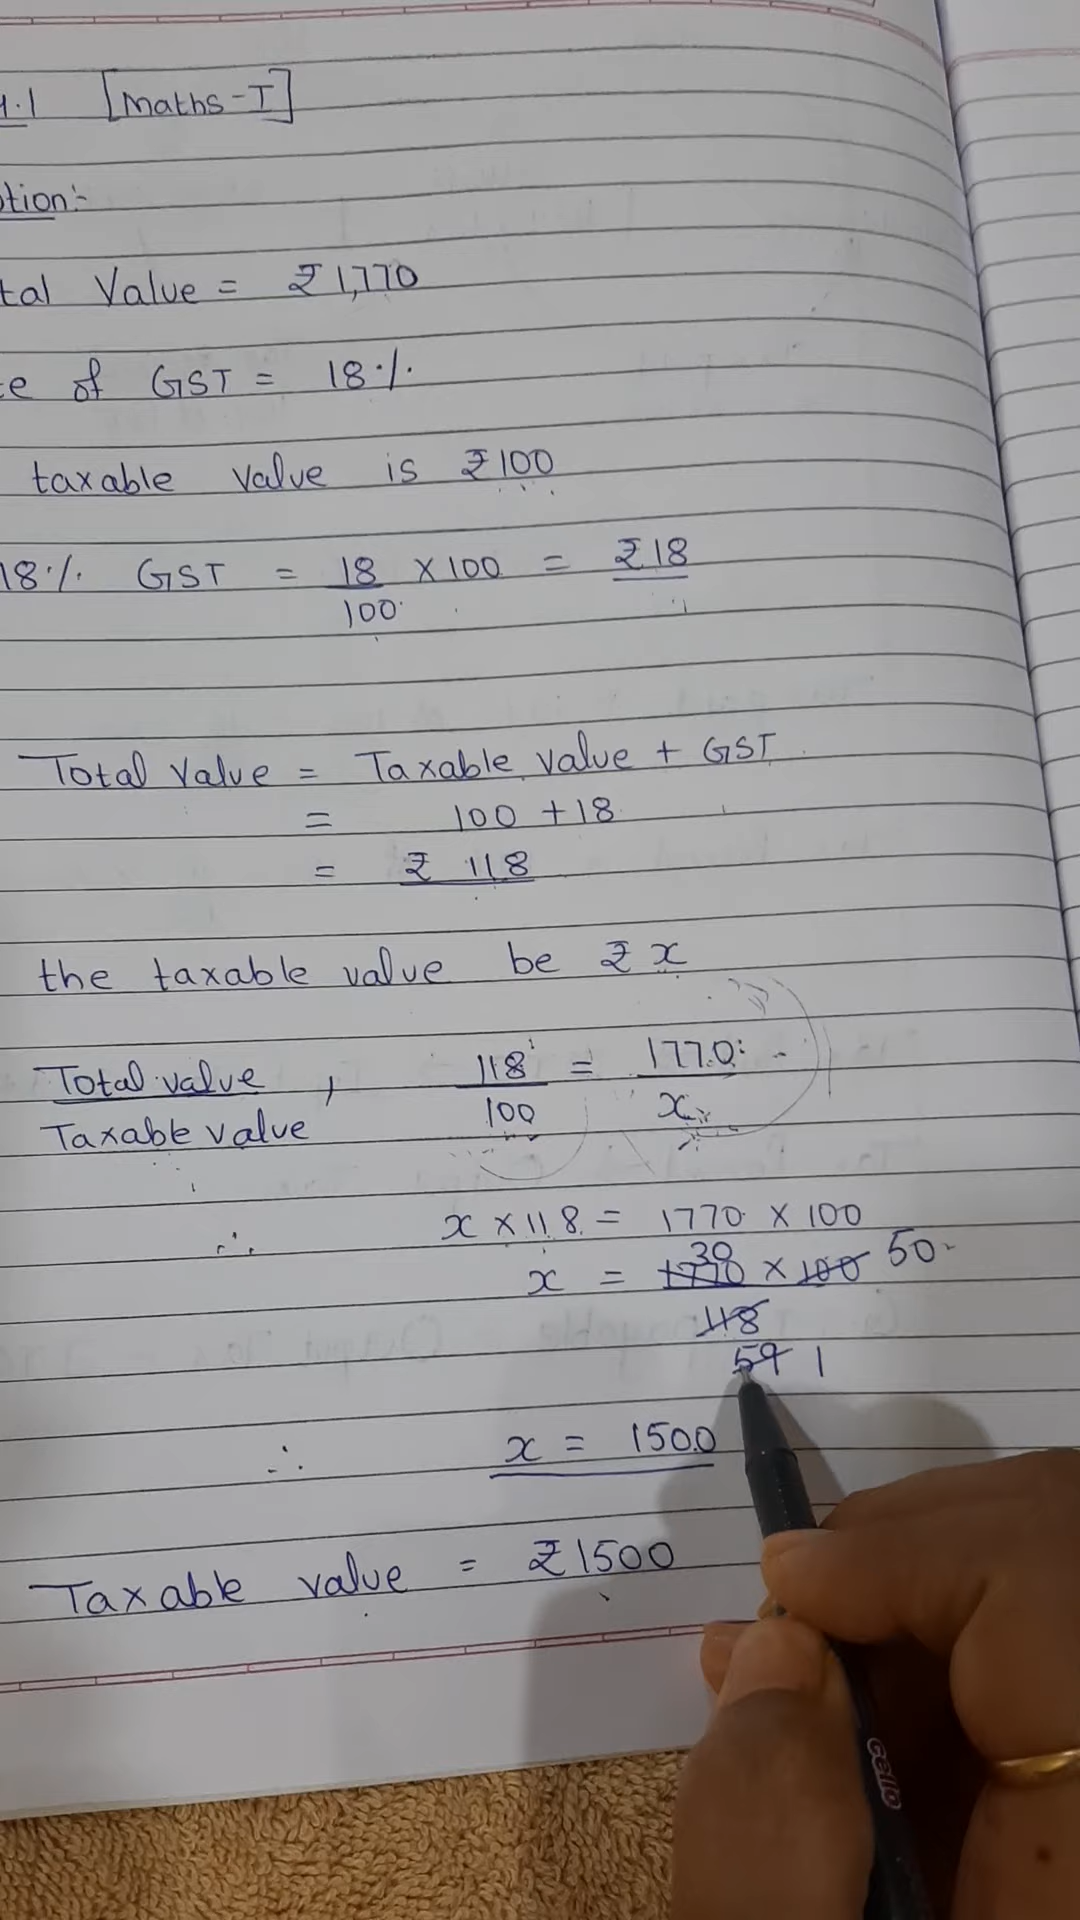 4.1 [Maths-I]
tion:-
tal Value = ₹1,770
e of GST = 18%
taxable value is ₹100
18% GST = 18/100 × 100 = ₹18
Total value = Taxable value + GST
= 100 + 18
= ₹ 118
the taxable value be ₹ x
Total value / Taxable value , 118/100 = 1770/x
∴ x × 118 = 1770 × 100
30 50
x = 1770 × 100
118
59 1
∴ x = 1500
Taxable value = ₹1500
cello